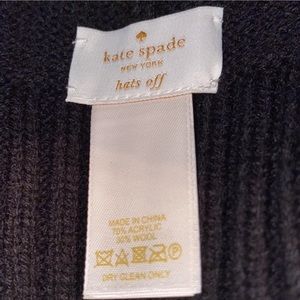 kate spade
NEW YORK
hats off
MADE IN CHINA
70% ACRYLIC
30% WOOL
DRY CLEAN ONLY